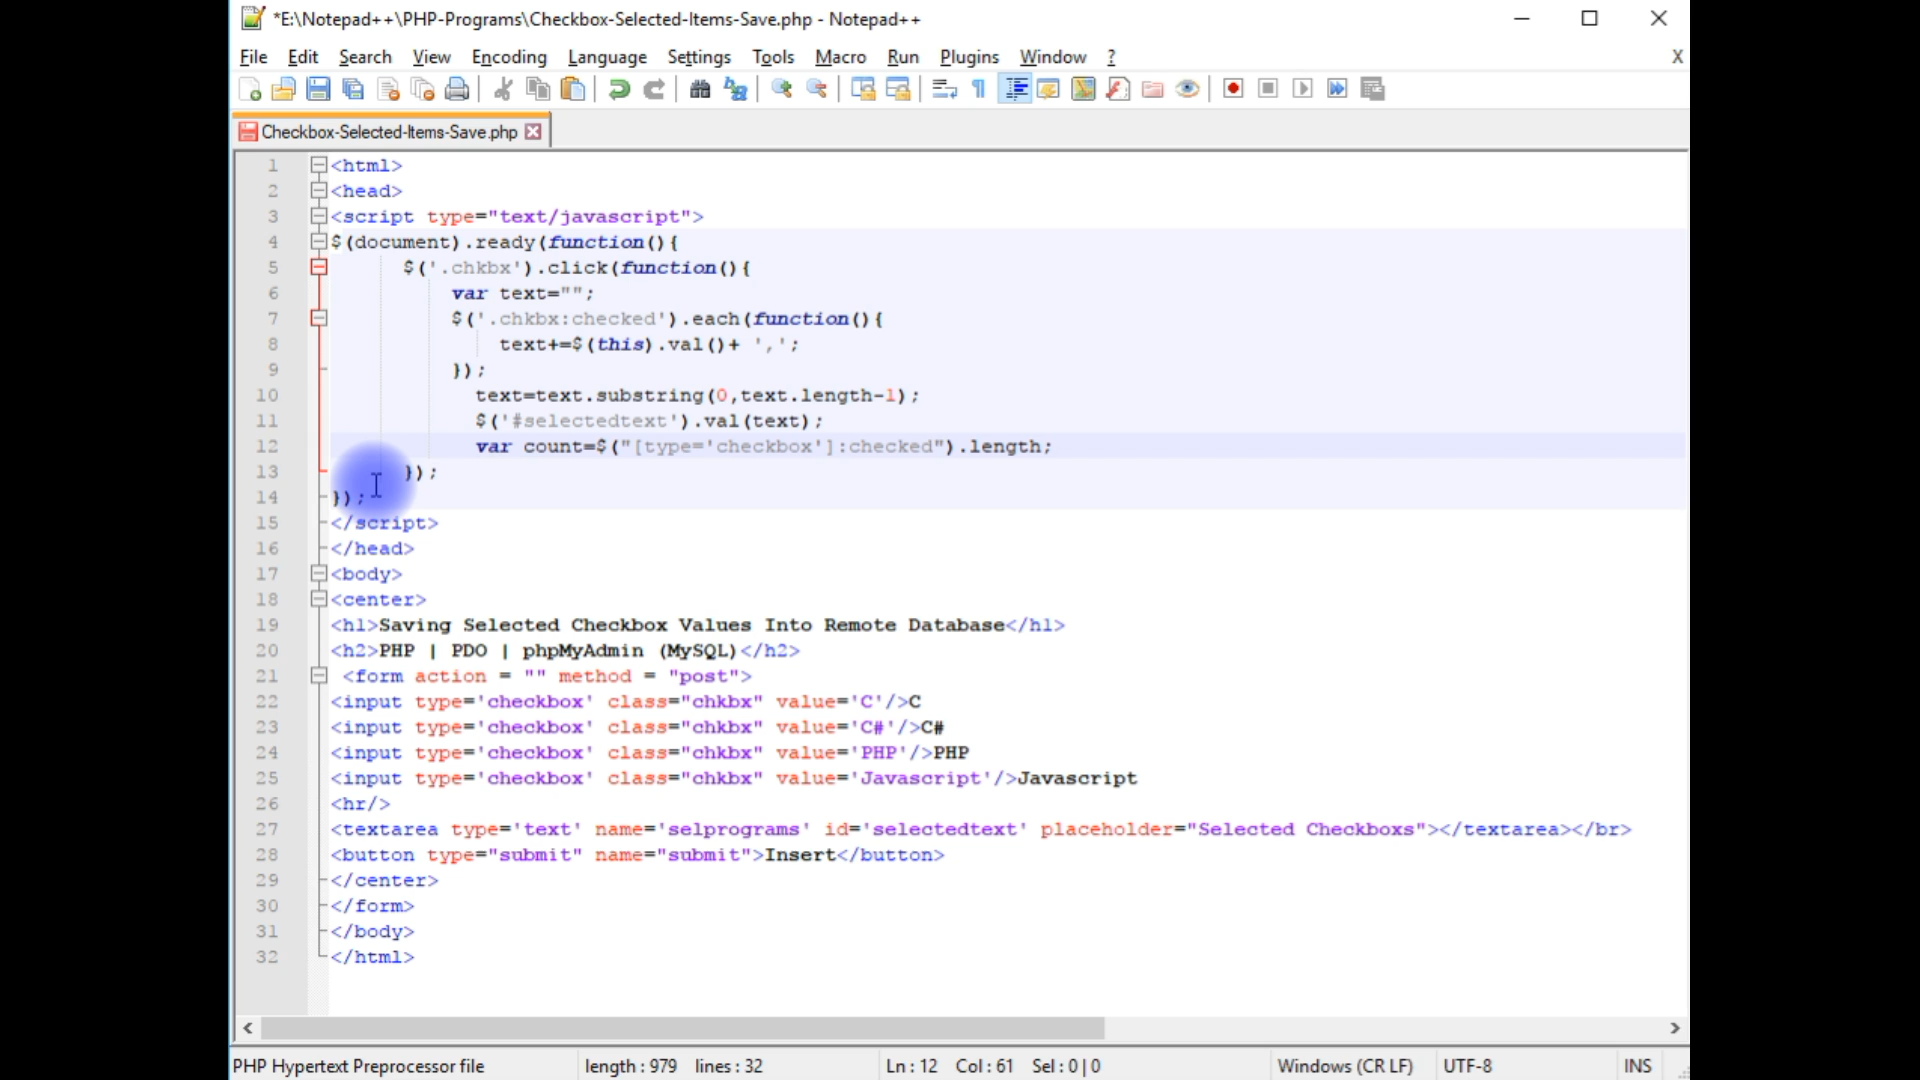 *E:\Notepad++\PHP-Programs\Checkbox-Selected-Items-Save.php - Notepad++
File Edit Search View Encoding Language Settings Tools Macro Run Plugins Window ? X
Checkbox-Selected-Items-Save.php
1 <html>
2 <head>
3 <script type="text/javascript">
4 $(document).ready(function(){
5 $('.chkbx').click(function(){
6 var text="";
7 $('.chkbx:checked').each(function(){
8 text+=$(this).val()+ ',';
9 });
10 text=text.substring(0,text.length-1);
11 $('#selectedtext').val(text);
12 var count=$("[type='checkbox']:checked").length;
13 });
14 });
15 </script>
16 </head>
17 <body>
18 <center>
19 <h1>Saving Selected Checkbox Values Into Remote Database</h1>
20 <h2>PHP | PDO | phpMyAdmin (MySQL)</h2>
21 <form action = "" method = "post">
22 <input type='checkbox' class="chkbx" value='C'/>C
23 <input type='checkbox' class="chkbx" value='C#'/>C#
24 <input type='checkbox' class="chkbx" value='PHP'/>PHP
25 <input type='checkbox' class="chkbx" value='Javascript'/>Javascript
26 <hr/>
27 <textarea type='text' name='selprograms' id='selectedtext' placeholder="Selected Checkboxs"></textarea></br>
28 <button type="submit" name="submit">Insert</button>
29 </center>
30 </form>
31 </body>
32 </html>
PHP Hypertext Preprocessor file length : 979 lines : 32 Ln : 12 Col : 61 Sel : 0 | 0 Windows (CR LF) UTF-8 INS